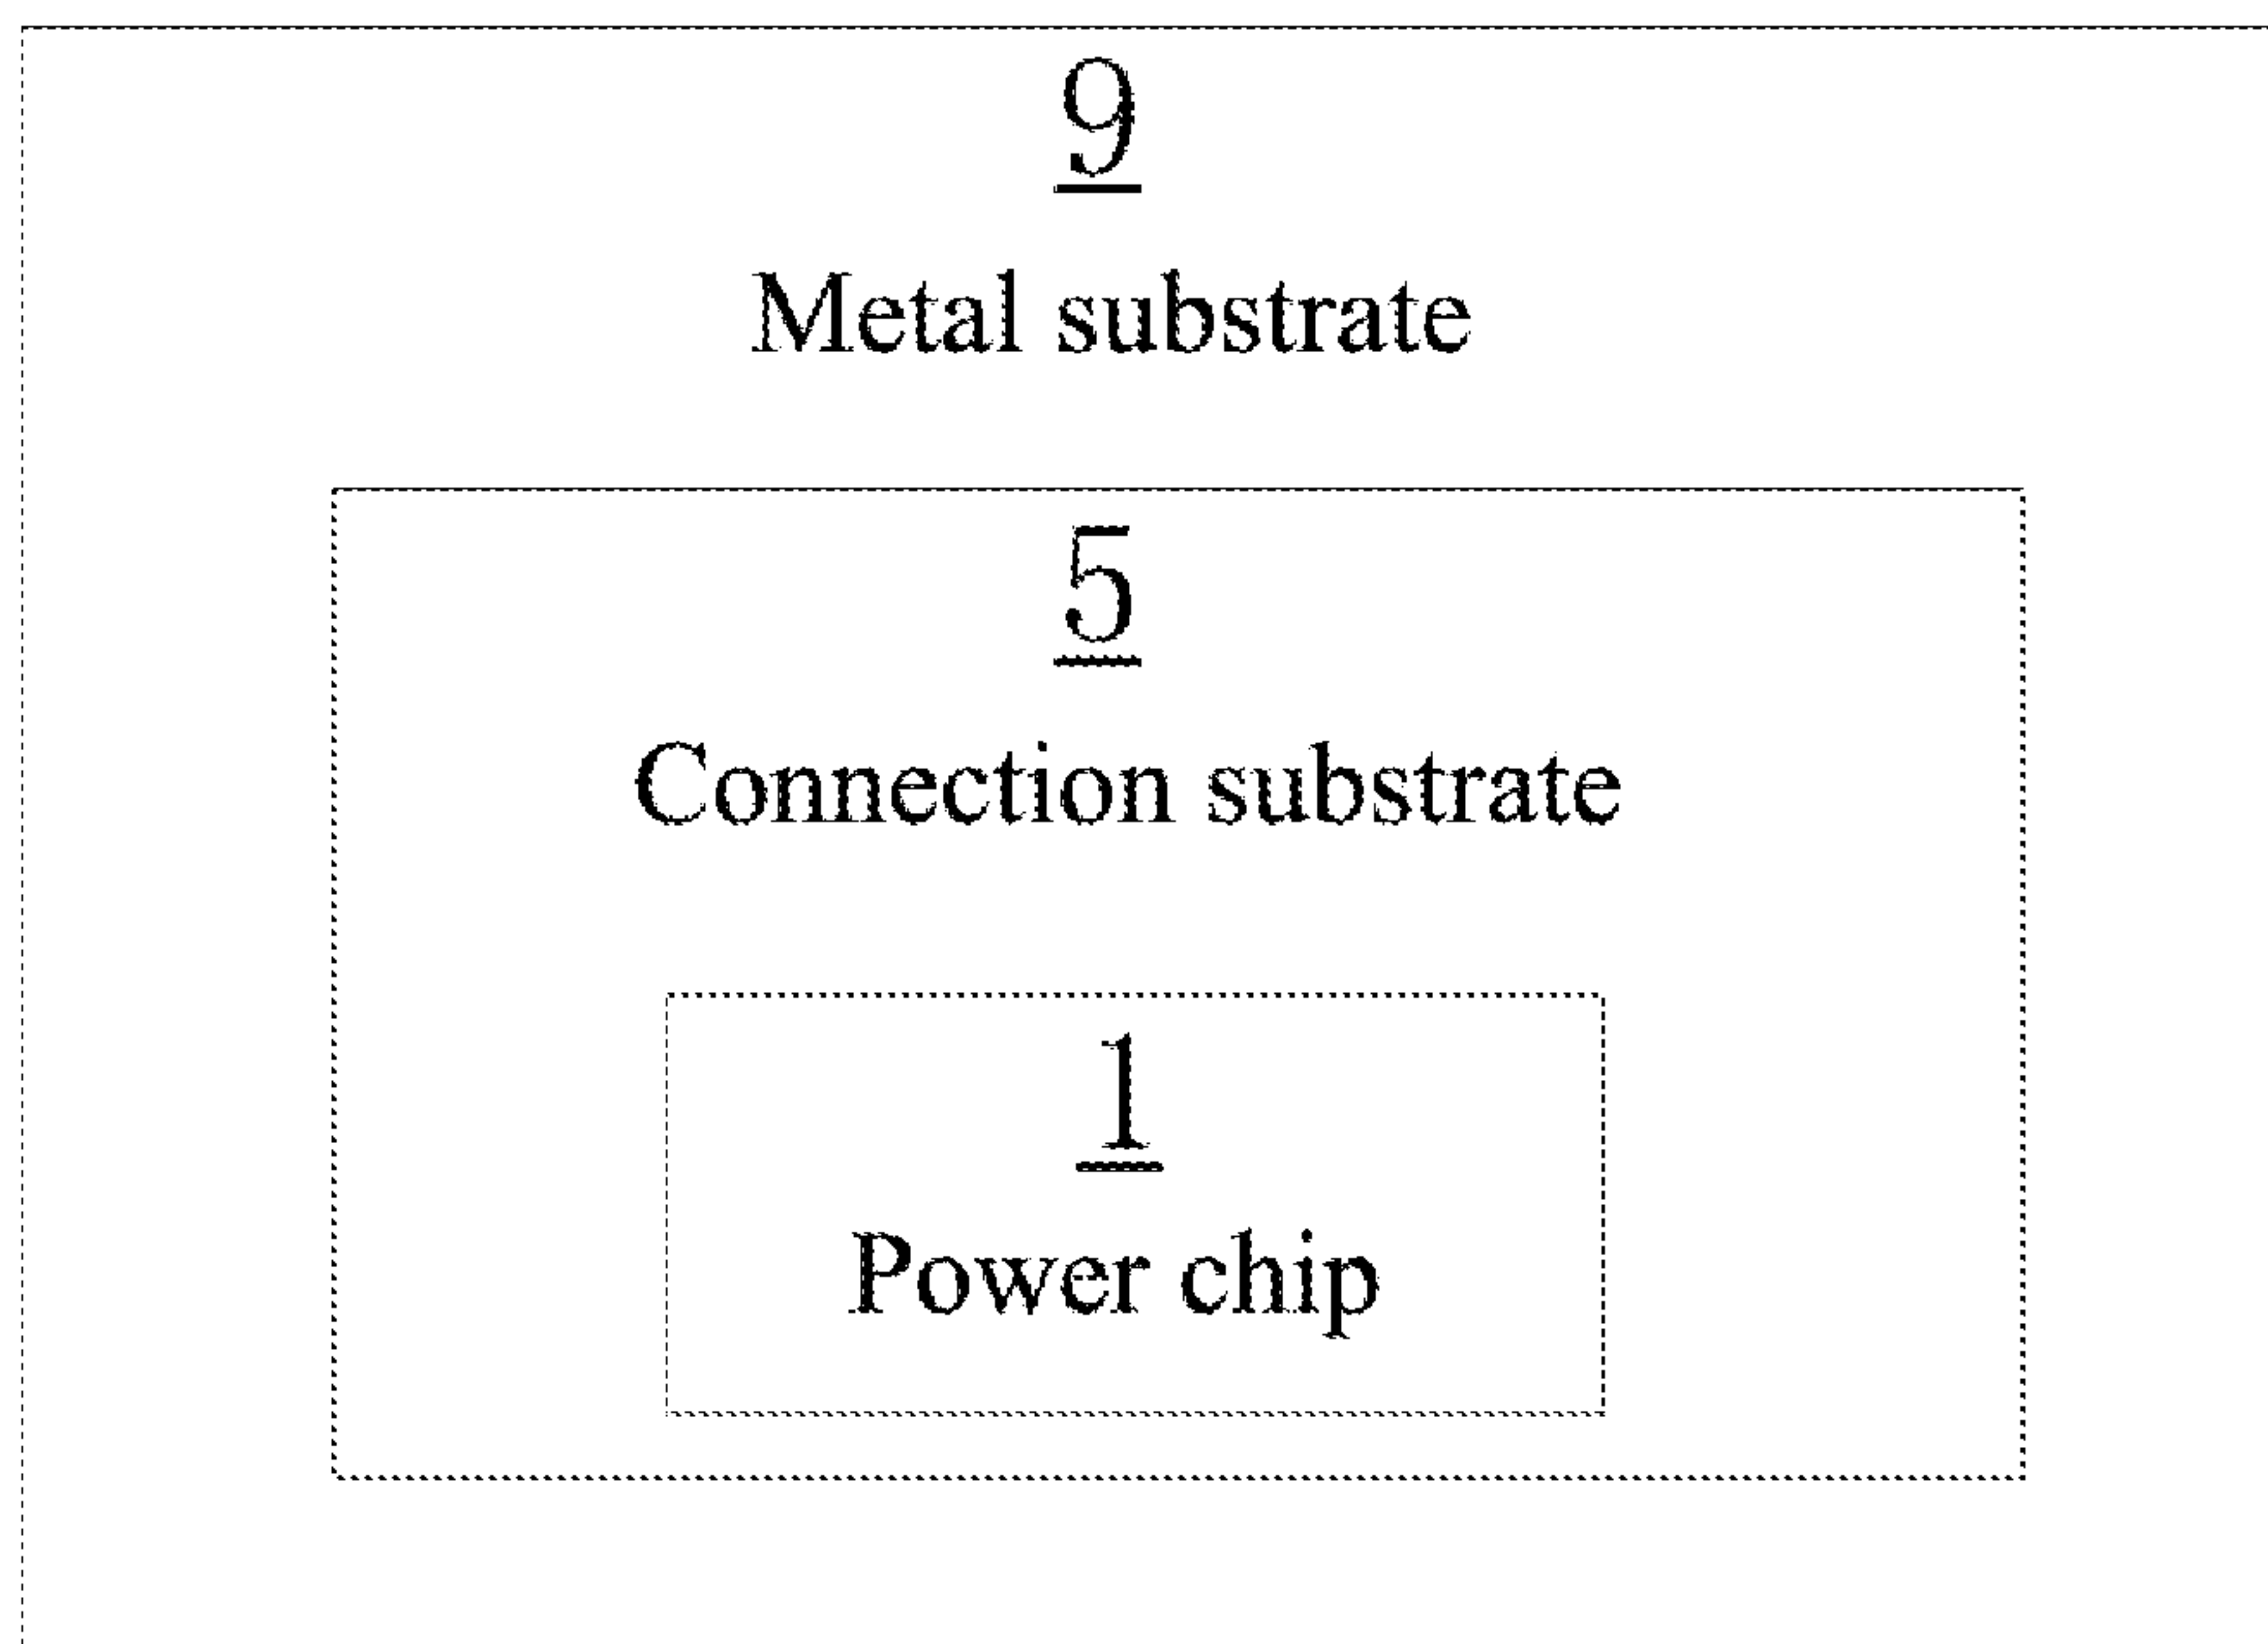 9
Metal substrate
5
Connection substrate
1
Power chip